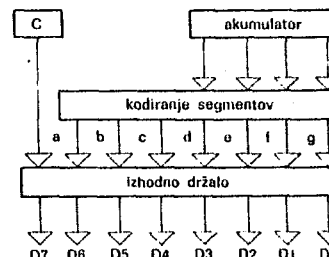 C akumulator
kodiranje segmentov
a b c d e f g
izhodno držalo
D7 D6 D5 D4 D3 D2 D1